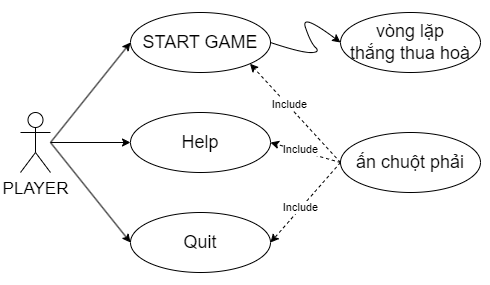 START GAME
vòng lặp
thắng thua hoà
Include
Help
Include
ấn chuột phải
PLAYER
Include
Quit